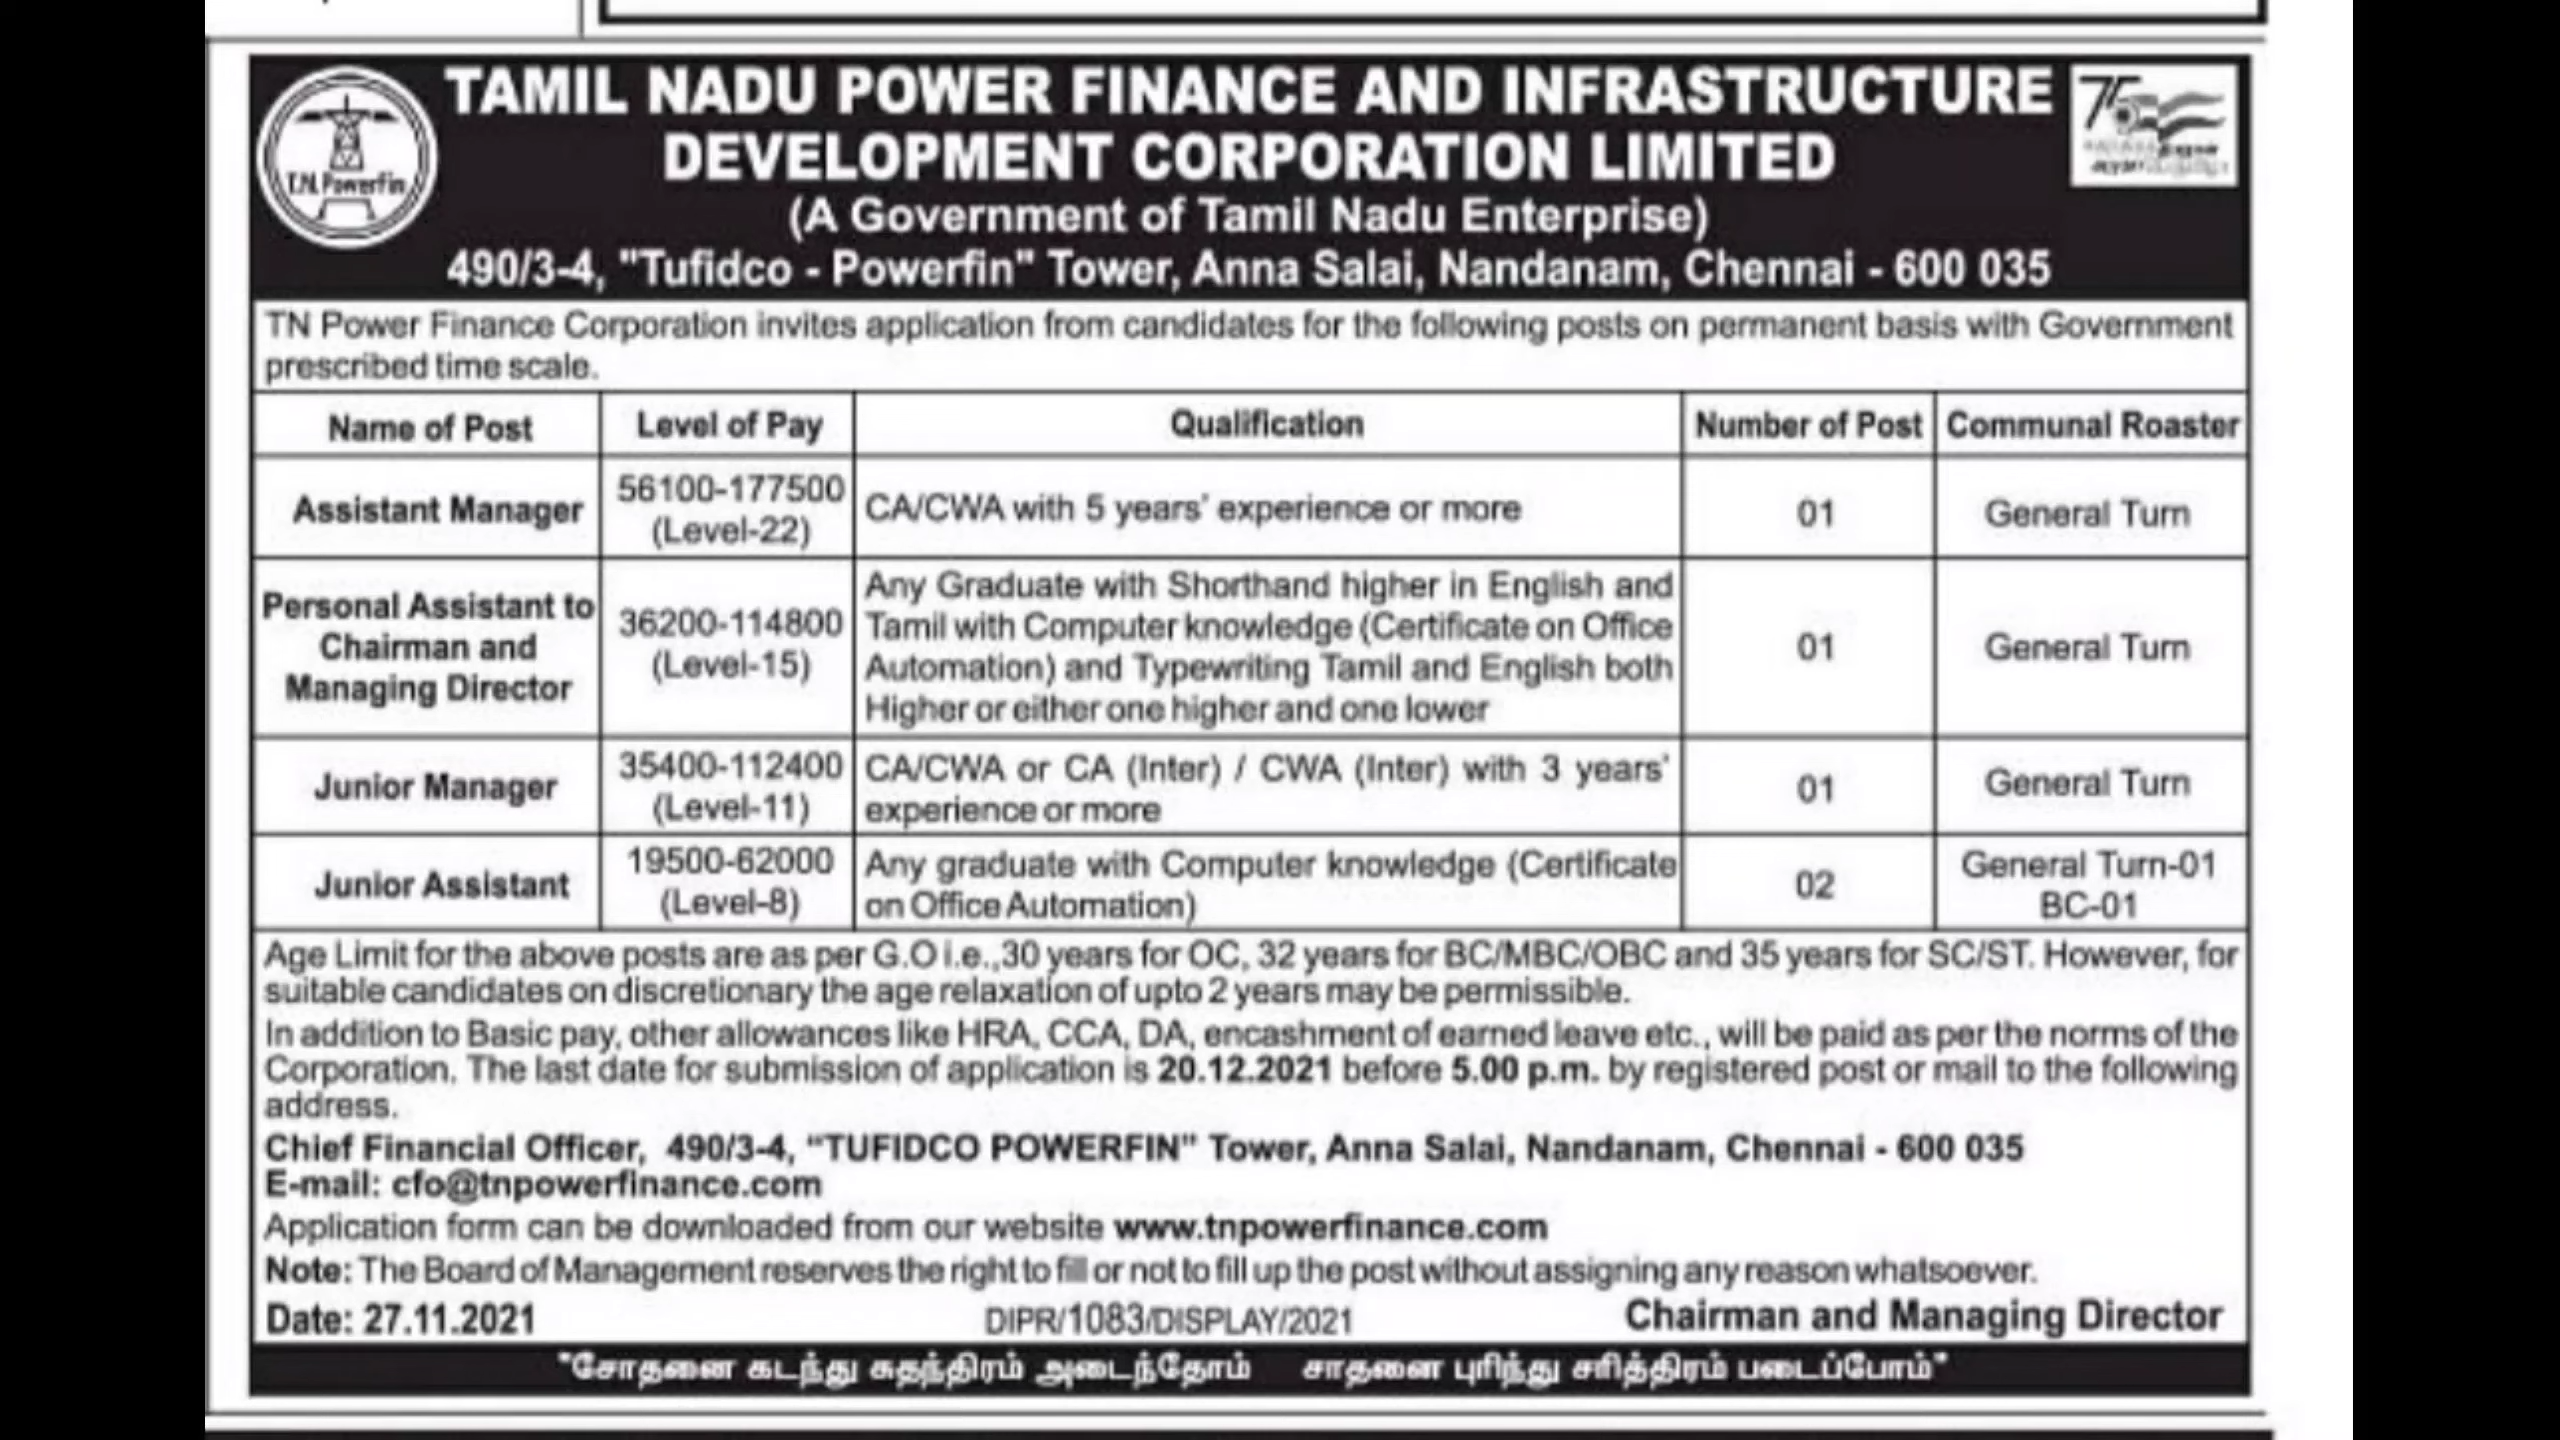 TAMIL NADU POWER FINANCE AND INFRASTRUCTURE
DEVELOPMENT CORPORATION LIMITED
(A Government of Tamil Nadu Enterprise)
490/3-4, "Tufidco - Powerfin" Tower, Anna Salai, Nandanam, Chennai - 600 035
T.N. PowerFin
75
TN Power Finance Corporation invites application from candidates for the following posts on permanent basis with Government
prescribed time scale.
Name of Post Level of Pay Qualification Number of Post Communal Roaster
Assistant Manager
56100-177500
(Level-22)
CA/CWA with 5 years' experience or more
01
General Turn
Personal Assistant to
Chairman and
Managing Director
36200-114800
(Level-15)
Any Graduate with Shorthand higher in English and
Tamil with Computer knowledge (Certificate on Office
Automation) and Typewriting Tamil and English both
Higher or either one higher and one lower
01
General Turn
Junior Manager
35400-112400
(Level-11)
CA/CWA or CA (Inter) / CWA (Inter) with 3 years'
experience or more
01
General Turn
Junior Assistant
19500-62000
(Level-8)
Any graduate with Computer knowledge (Certificate
on Office Automation)
02
General Turn-01
BC-01
Age Limit for the above posts are as per G.O i.e.,30 years for OC, 32 years for BC/MBC/OBC and 35 years for SC/ST. However, for
suitable candidates on discretionary the age relaxation of upto 2 years may be permissible.
In addition to Basic pay, other allowances like HRA, CCA, DA, encashment of earned leave etc., will be paid as per the norms of the
Corporation. The last date for submission of application is 20.12.2021 before 5.00 p.m. by registered post or mail to the following
address.
Chief Financial Officer, 490/3-4, "TUFIDCO POWERFIN" Tower, Anna Salai, Nandanam, Chennai - 600 035
E-mail: cfo@tnpowerfinance.com
Application form can be downloaded from our website www.tnpowerfinance.com
Note: The Board of Management reserves the right to fill or not to fill up the post without assigning any reason whatsoever.
Date: 27.11.2021 DIPR/1083/DISPLAY/2021 Chairman and Managing Director
"சோதனை கடந்து சுதந்திரம் அடைந்தோம் சாதனை புரிந்து சரித்திரம் படைப்போம்"